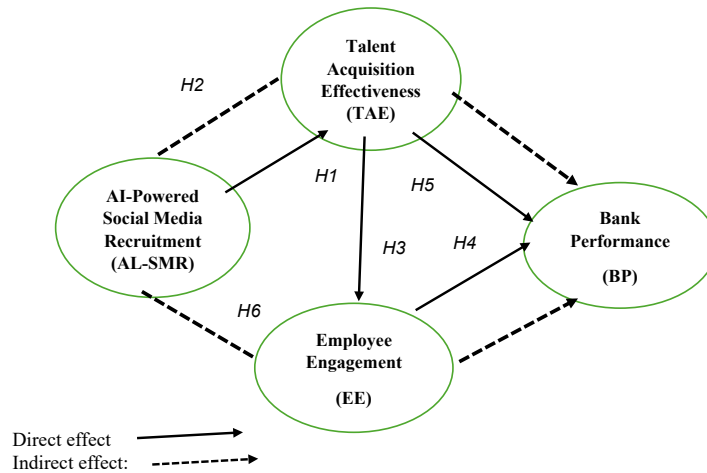 Talent
Acquisition
Effectiveness
(TAE)
H2
AI-Powered
Social Media
Recruitment
(AL-SMR)
H1
H5
Bank
Performance
(BP)
H3
H4
H6
Employee
Engagement
(EE)
Direct effect
Indirect effect: